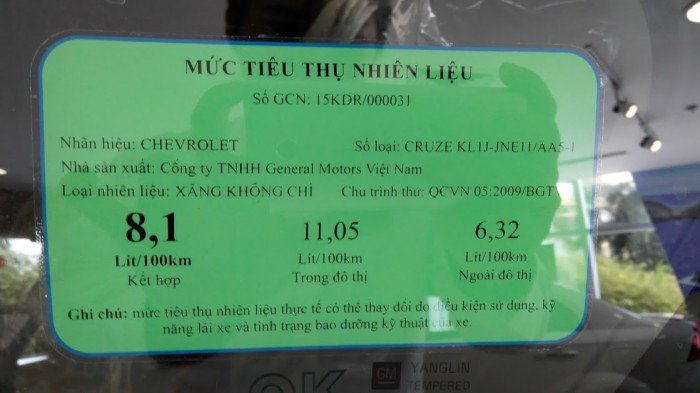 MỨC TIÊU THỤ NHIÊN LIỆU
Số GCN: 15KDR/000031
Nhãn hiệu: CHEVROLET Số loại: CRUZE KL1J-JNE11/AA5-1
Nhà sản xuất: Công ty TNHH General Motors Việt Nam
Loại nhiên liệu: XĂNG KHÔNG CHÌ Chu trình thử: QCVN 05:2009/BGT
8,1 11,05 6,32
Lít/100km Lít/100km Lít/100km
Kết hợp Trong đô thị Ngoài đô thị
Ghi chú: mức tiêu thụ nhiên liệu thực tế có thể thay đổi do điều kiện sử dụng, kỹ
năng lái xe và tình trạng bảo dưỡng kỹ thuật của xe.
OK GM YANGLIN
TEMPERED